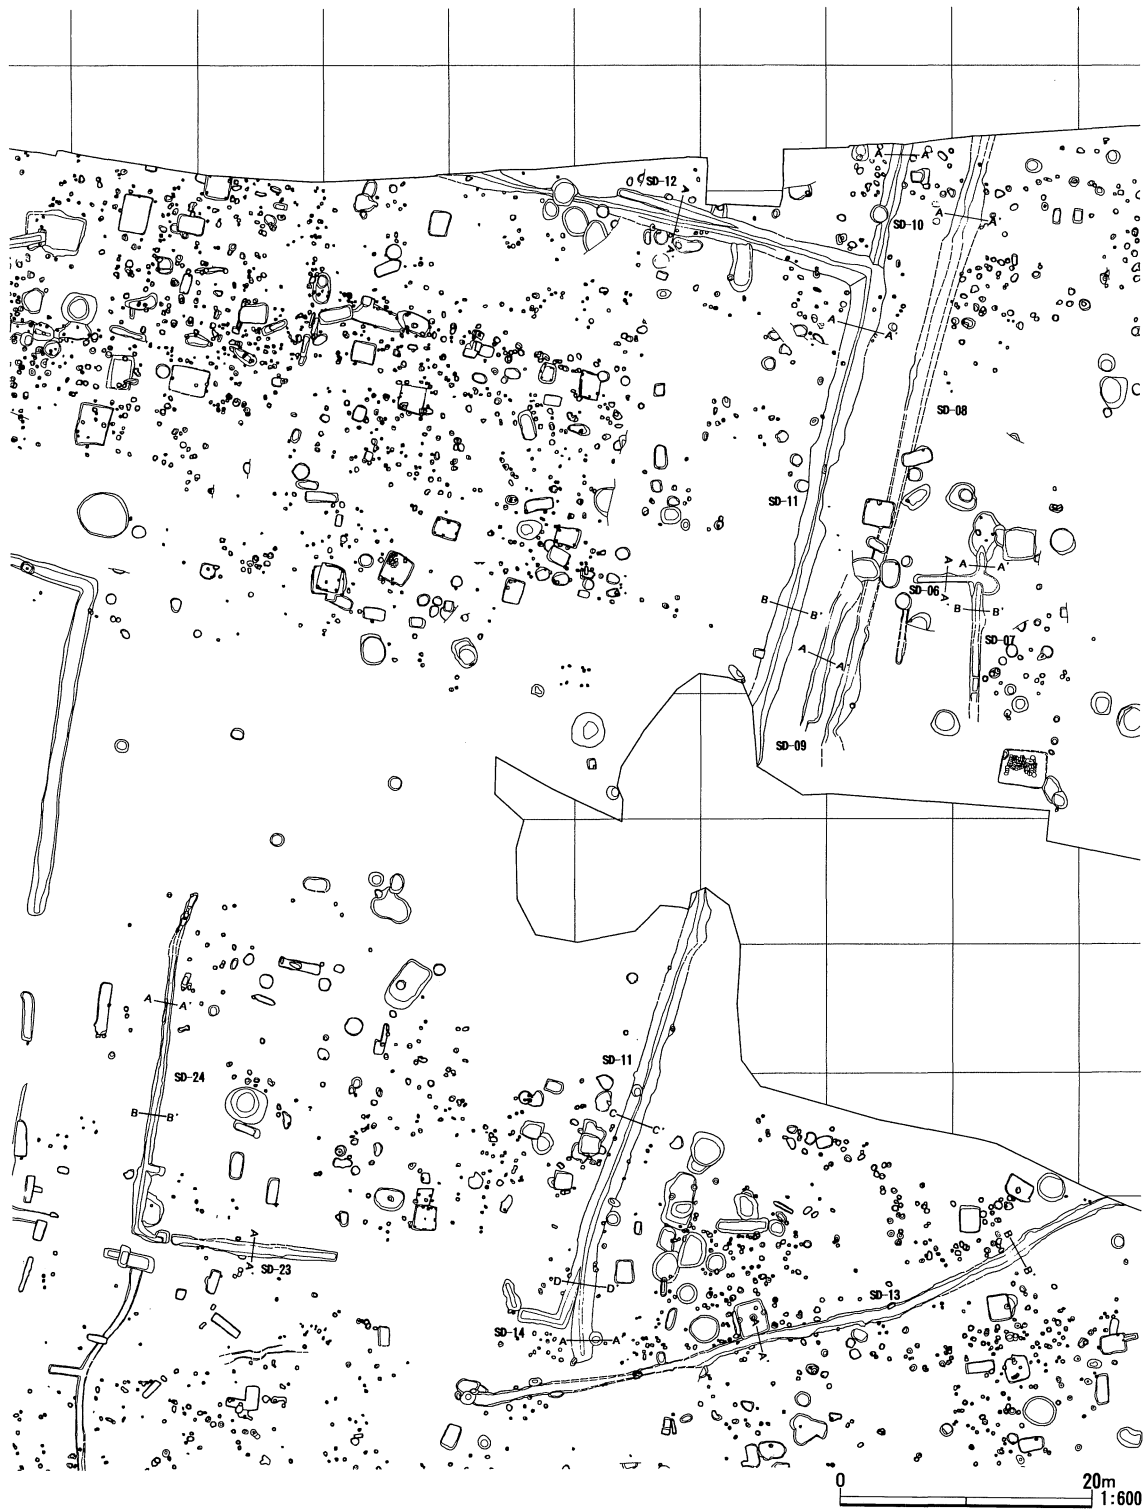 A A'
SD-12
A
SD-10
A A'
A A'
SD-08
SD-11
A A'
A
A'
SD-06
B B'
B B'
SD-07
A A'
SD-09
A A'
SD-11
SD-24
B B'
C C'
A
A'
SD-23
B
B'
SD-13
D D'
SD-14
A A'
A'
0 20m
1:600